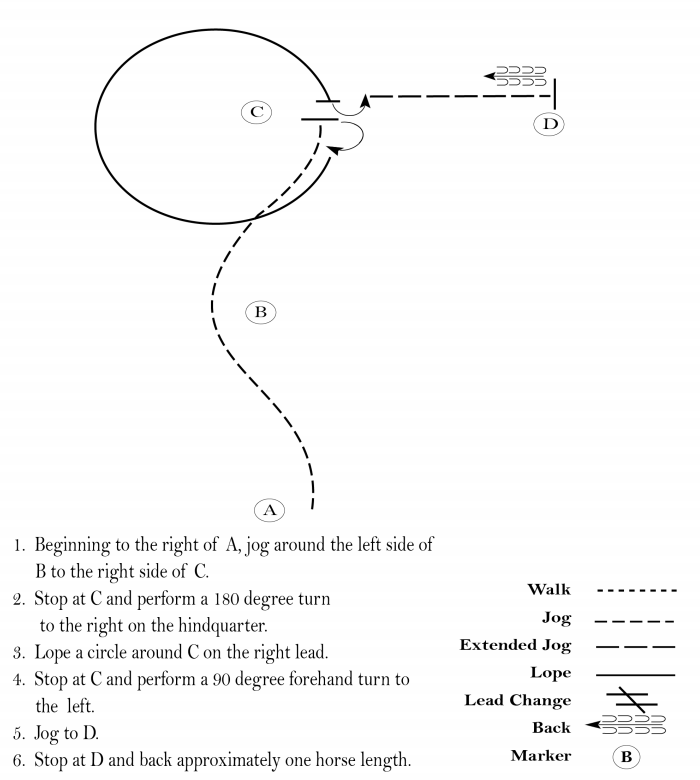 C
D
B
A
1. Beginning to the right of A, jog around the left side of
B to the right side of C.
2. Stop at C and perform a 180 degree turn
to the right on the hindquarter.
3. Lope a circle around C on the right lead.
4. Stop at C and perform a 90 degree forehand turn to
the left.
5. Jog to D.
6. Stop at D and back approximately one horse length.
Walk
Jog
Extended Jog
Lope
Lead Change
Back
Marker B